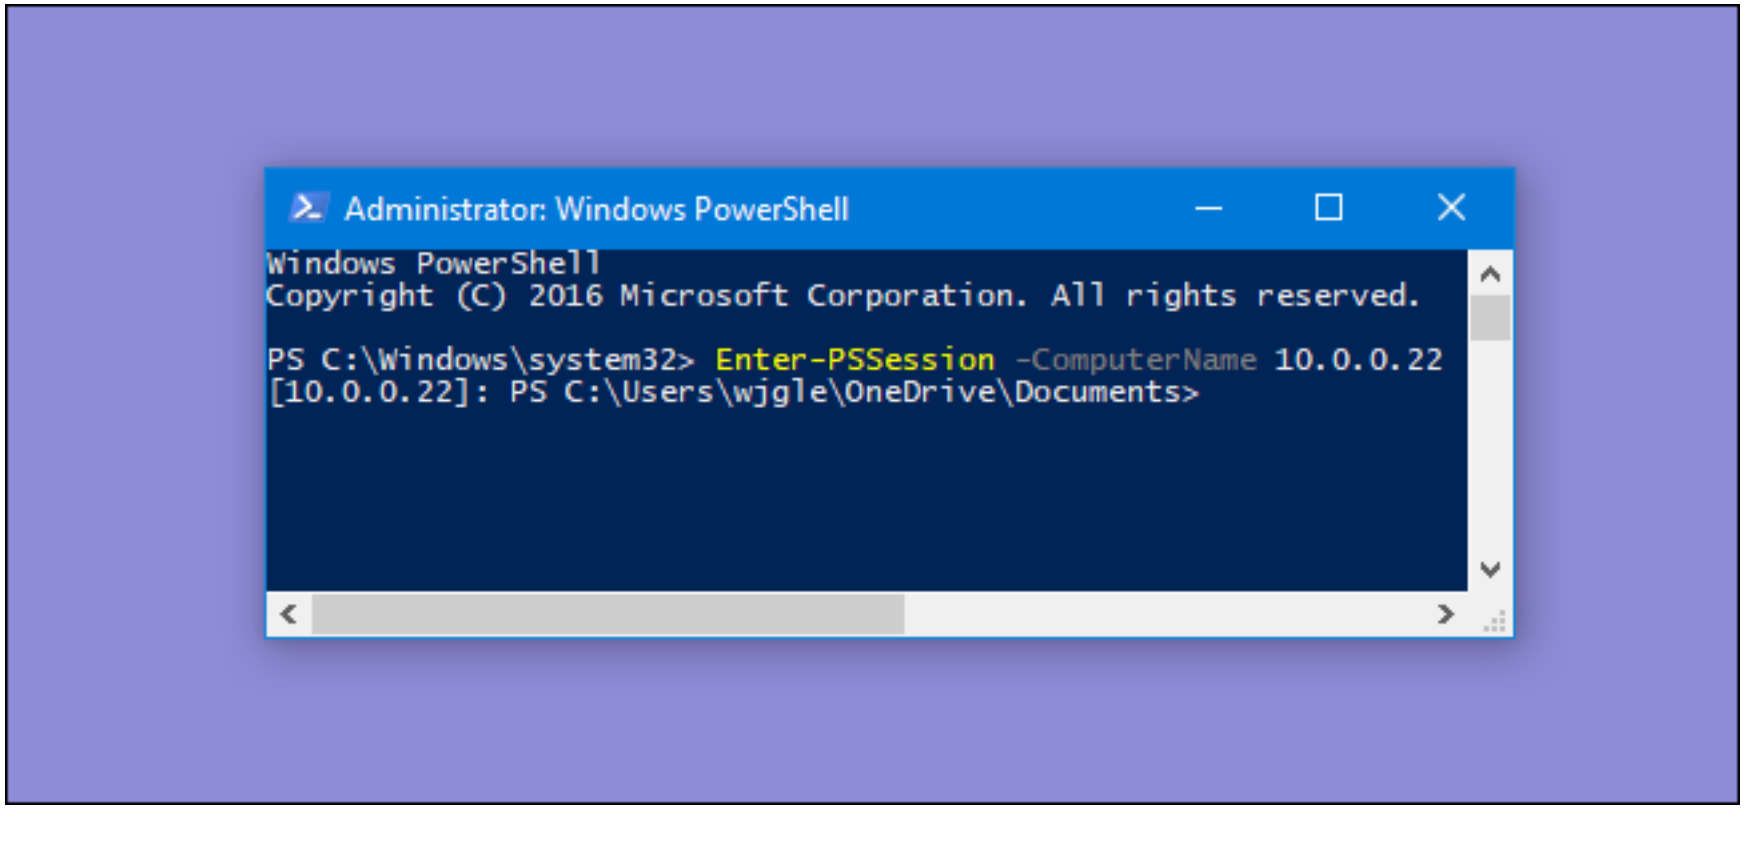 Administrator: Windows PowerShell
Windows PowerShell
Copyright (C) 2016 Microsoft Corporation. All rights reserved.
PS C:\Windows\system32> Enter-PSSession -ComputerName 10.0.0.22
[10.0.0.22]: PS C:\Users\wjgle\OneDrive\Documents>